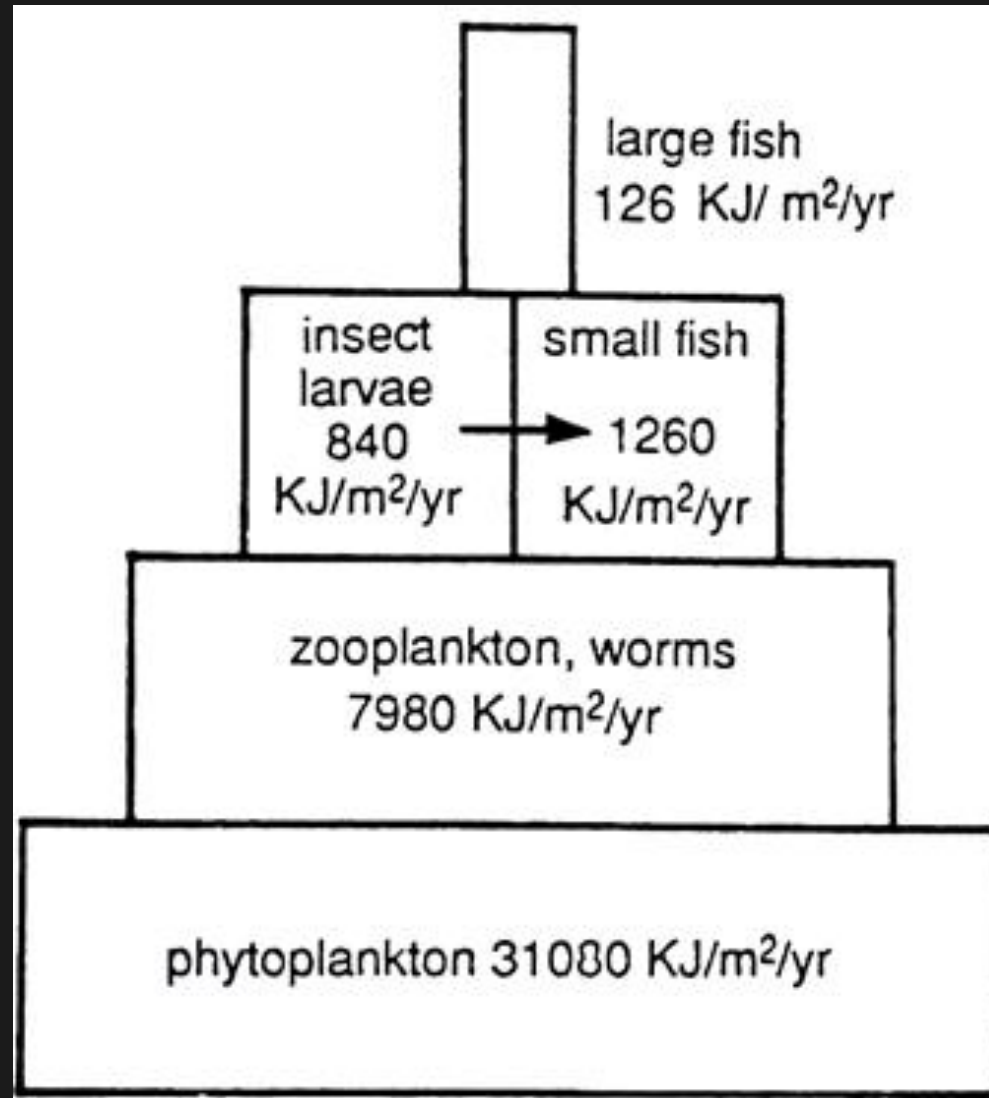 large fish
126 KJ/ m²/yr
insect
larvae
840
KJ/m²/yr
small fish
1260
KJ/m²/yr
zooplankton, worms
7980 KJ/m²/yr
phytoplankton 31080 KJ/m²/yr